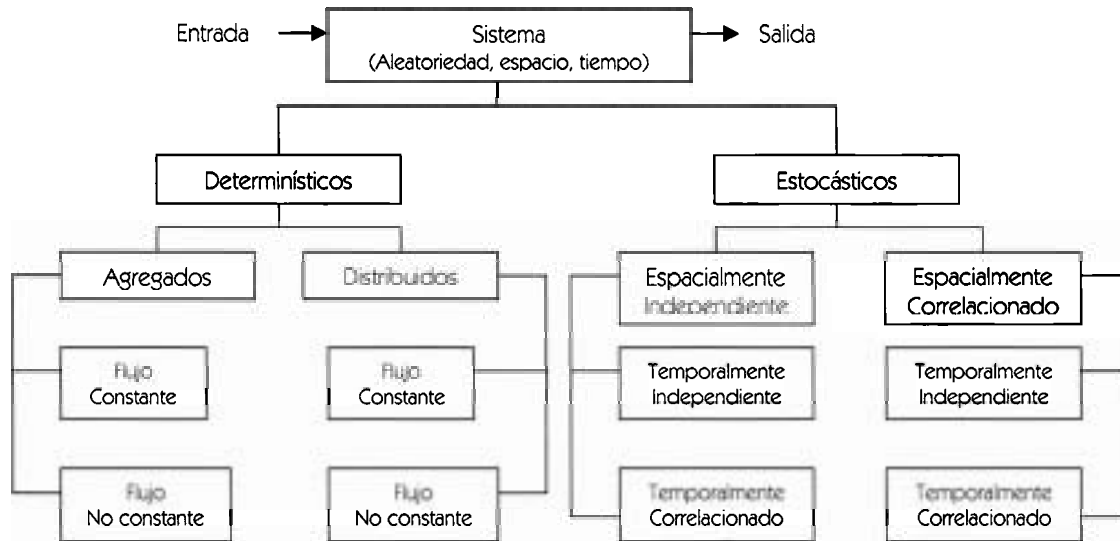 Entrada
Sistema
Salida
(Aleatoriedad, espacio, tiempo)
Determinísticos
Estocásticos
Agregados
Distribuidos
Espacialmente
Independiente
Espacialmente
Correlacionado
Flujo
Constante
Flujo
Constante
Temporalmente
Independiente
Temporalmente
Independiente
Flujo
No constante
Flujo
No constante
Temporalmente
Correlacionado
Temporalmente
Correlacionado